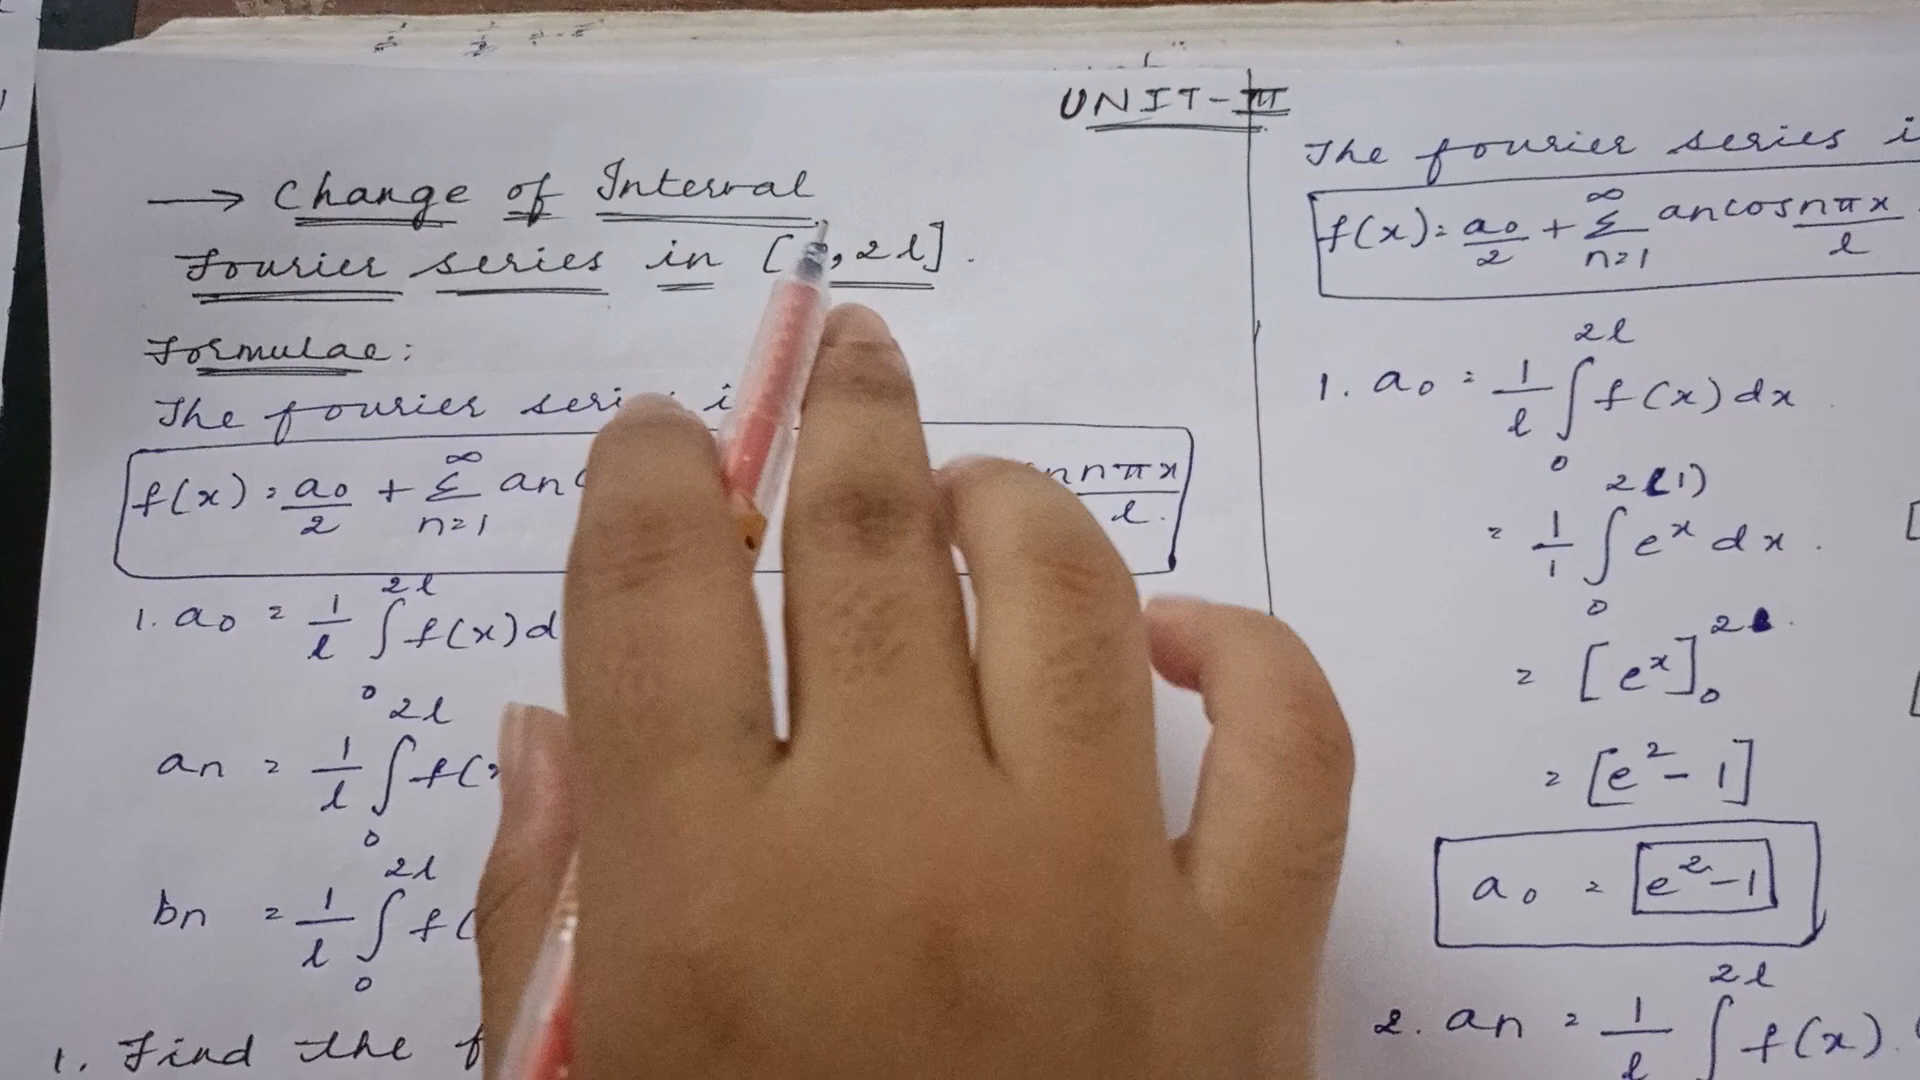 UNIT-III
→ Change of Interval
Fourier series in [ , 2l].
Formulae:
The fourier
f(x) = a0/2 + ∞ Σ n=1 an nπx/l.
1. a0 = 1/l ∫ 0 2l f(x) d
an = 1/l ∫ 0 2l f(x
bn = 1/l ∫ 0 2l f(
1. Find the f
The fourier series i
f(x) = a0/2 + ∞ Σ n=1 an cos nπx/l
1. a0 = 1/l ∫ 0 2l f(x) dx
= 1/1 ∫ 0 2(1) e^x dx.
= [e^x] 0 2
= [e^2 - 1]
a0 = e^2 - 1
2. an = 1/l ∫ 2l f(x).